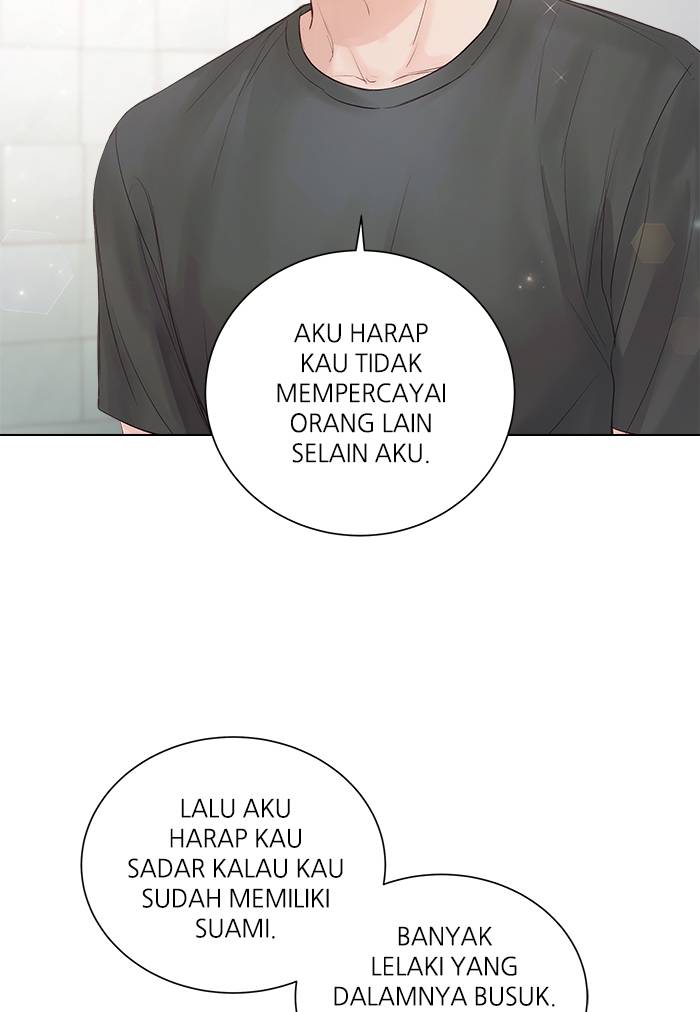 AKU HARAP
KAU TIDAK
MEMPERCAYAI
ORANG LAIN
SELAIN AKU.
LALU AKU
HARAP KAU
SADAR KALAU KAU
SUDAH MEMILIKI
SUAMI.
BANYAK
LELAKI YANG
DALAMNYA BUSUK.